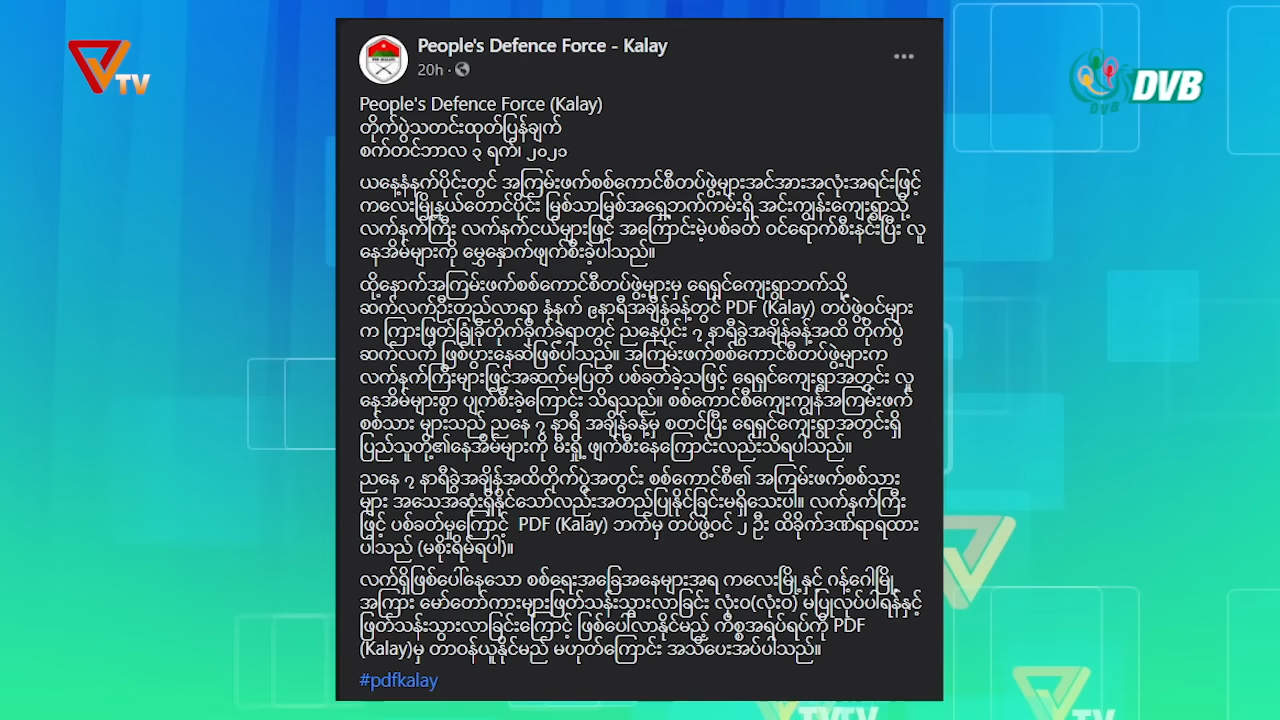 TV
DVB
DVB
People's Defence Force - Kalay
20h
People's Defence Force (Kalay)
တိုက်ပွဲသတင်းထုတ်ပြန်ချက်
စက်တင်ဘာလ ၃ ရက်၊ ၂၀၂၁
ယနေ့နံနက်ပိုင်းတွင် အကြမ်းဖက်စစ်ကောင်စီတပ်ဖွဲ့များအင်အားအလုံးအရင်းဖြင့်
ကလေးမြို့နယ်တောင်ပိုင်း မြစ်သာမြစ်အရှေ့ဘက်ကမ်းရှိ အင်းကျွန်းကျေးရွာသို့
လက်နက်ကြီး လက်နက်ငယ်များဖြင့် အကြောင်းမဲ့ပစ်ခတ် ဝင်ရောက်စီးနင်းပြီး လူ
နေအိမ်များကို မွှေနှောက်ဖျက်စီးခဲ့ပါသည်။
ထို့နောက်အကြမ်းဖက်စစ်ကောင်စီတပ်ဖွဲ့များမှ ရေရှင်ကျေးရွာဘက်သို့
ဆက်လက်ဦးတည်လာရာ နံနက် ၉နာရီအချိန်ခန့်တွင် PDF (Kalay) တပ်ဖွဲ့ဝင်များ
က ကြားဖြတ်ခြုံခိုတိုက်ခိုက်ခဲ့ရာတွင် ညနေပိုင်း ၇ နာရီခွဲအချိန်ခန့်အထိ တိုက်ပွဲ
ဆက်လက် ဖြစ်ပွားနေဆဲဖြစ်ပါသည်။ အကြမ်းဖက်စစ်ကောင်စီတပ်ဖွဲ့များက
လက်နက်ကြီးများဖြင့်အဆက်မပြတ် ပစ်ခတ်ခဲ့သဖြင့် ရေရှင်ကျေးရွာအတွင်း လူ
နေအိမ်များစွာ ပျက်စီးခဲ့ကြောင်း သိရသည်။ စစ်ကောင်စီကျေးကျွန်အကြမ်းဖက်
စစ်သား များသည် ညနေ ၇ နာရီ အချိန်ခန့်မှ စတင်ပြီး ရေရှင်ကျေးရွာအတွင်းရှိ
ပြည်သူတို့၏နေအိမ်များကို မီးရှို့ ဖျက်စီးနေကြောင်းလည်းသိရပါသည်။
ညနေ ၇ နာရီခွဲအချိန်အထိတိုက်ပွဲအတွင်း စစ်ကောင်စီ၏ အကြမ်းဖက်စစ်သား
များ အသေအဆုံးရှိနိုင်သော်လည်းအတည်ပြုနိုင်ခြင်းမရှိသေးပါ။ လက်နက်ကြီး
ဖြင့် ပစ်ခတ်မှုကြောင့် PDF (Kalay) ဘက်မှ တပ်ဖွဲ့ဝင် ၂ ဦး ထိခိုက်ဒဏ်ရာရထား
ပါသည် (မစိုးရိမ်ရပါ)။
လက်ရှိဖြစ်ပေါ်နေသော စစ်ရေးအခြေအနေများအရ ကလေးမြို့နှင့် ဂန့်ဂေါမြို့
အကြား မော်တော်ကားများဖြတ်သန်းသွားလာခြင်း လုံးဝ(လုံးဝ) မပြုလုပ်ပါရန်နှင့်
ဖြတ်သန်းသွားလာခြင်းကြောင့် ဖြစ်ပေါ်လာနိုင်မည့် ကိစ္စအရပ်ရပ်ကို PDF
(Kalay)မှ တာဝန်ယူနိုင်မည် မဟုတ်ကြောင်း အသိပေးအပ်ပါသည်။
#pdfkalay
TV
TV